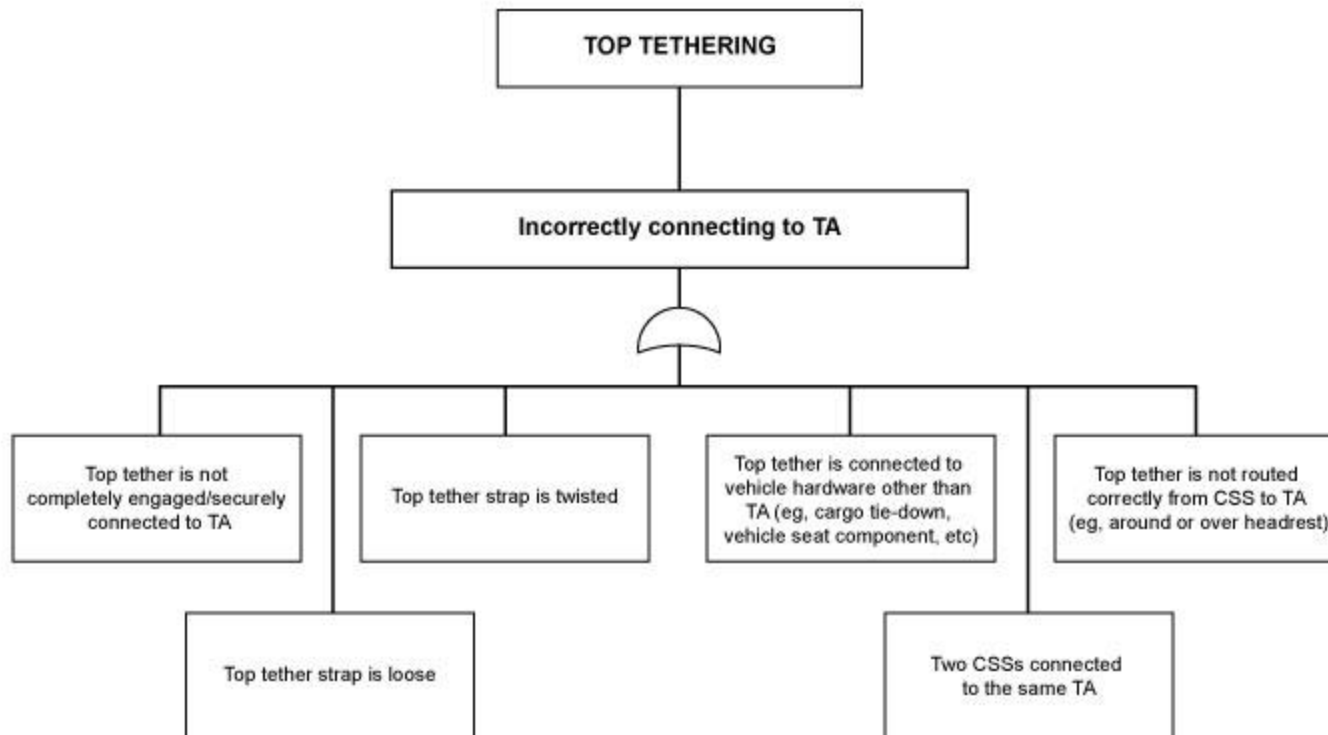 TOP TETHERING
Incorrectly connecting to TA
Top tether is not
completely engaged/securely
connected to TA
Top tether strap is twisted
Top tether is connected to
vehicle hardware other than
TA (eg, cargo tie-down,
vehicle seat component, etc)
Top tether is not routed
correctly from CSS to TA
(eg, around or over headrest)
Top tether strap is loose
Two CSSs connected
to the same TA